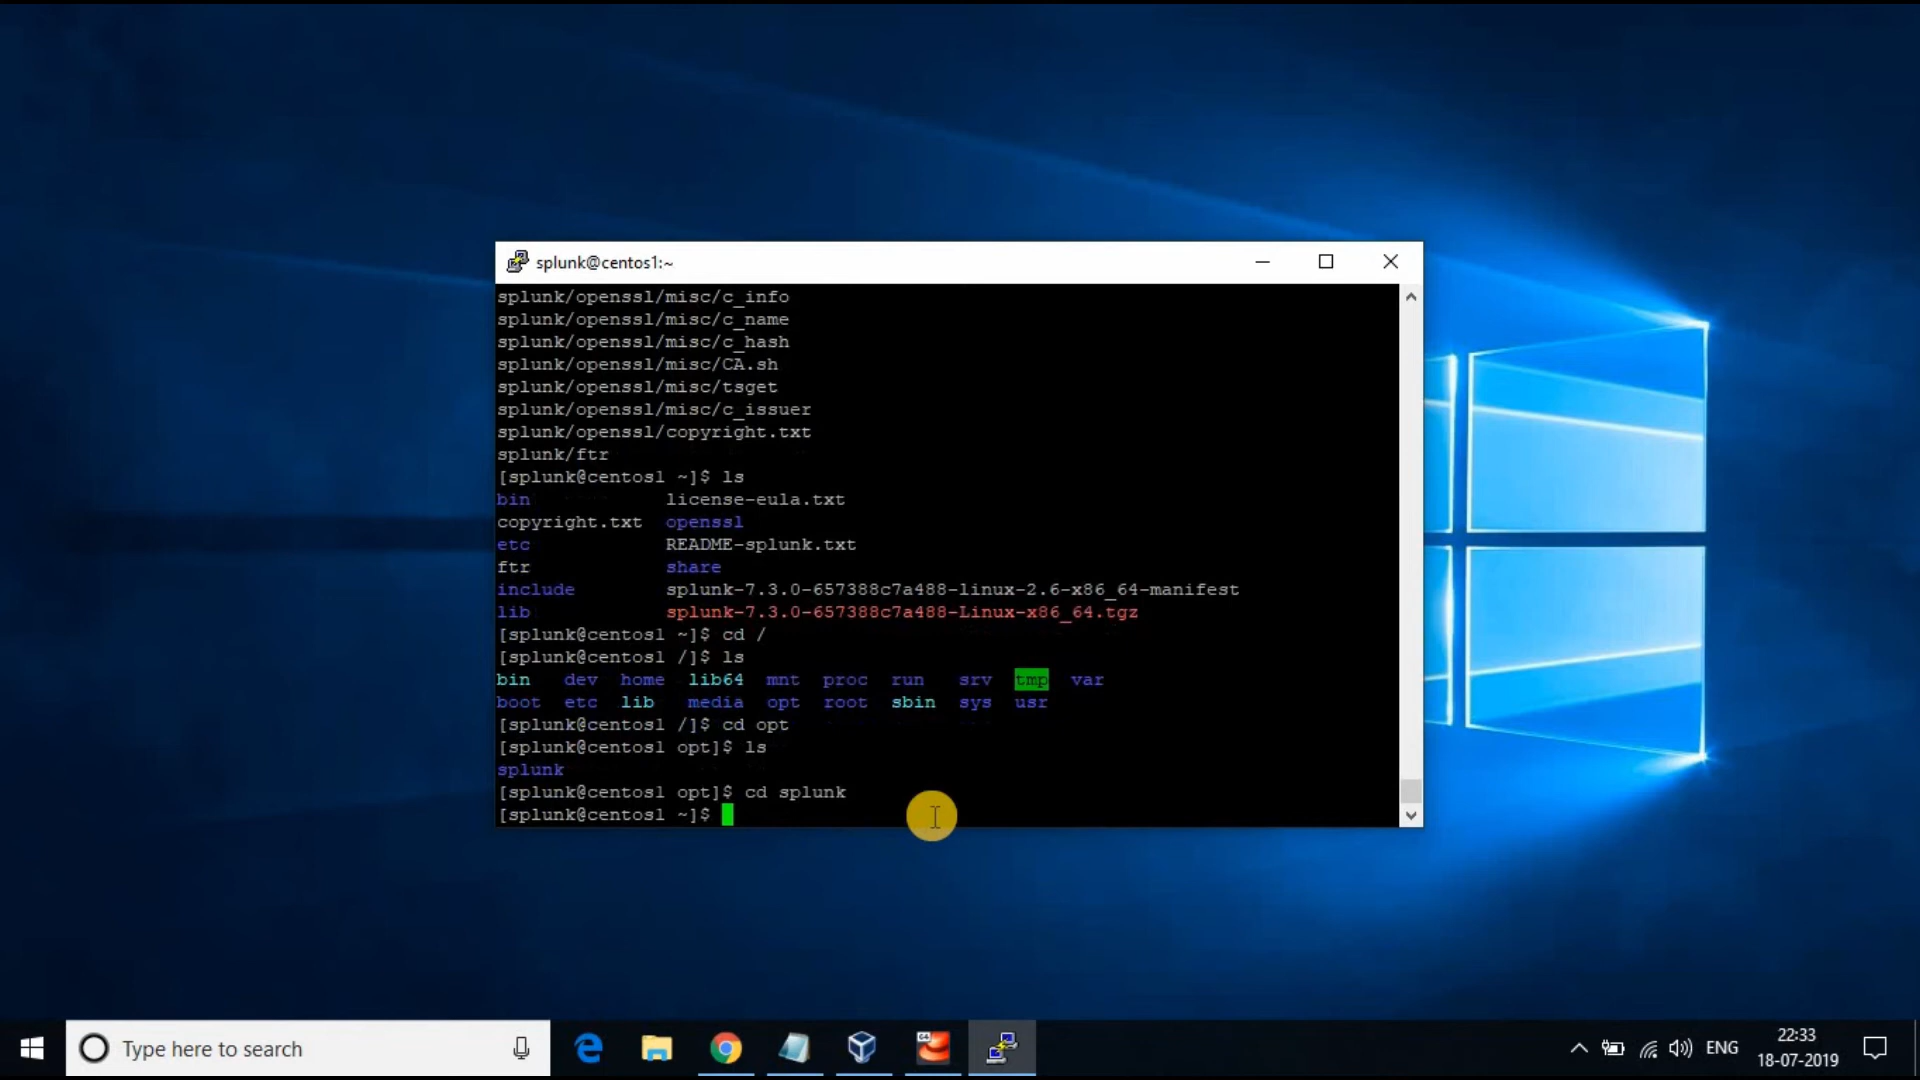 splunk@centos1:~
splunk/openssl/misc/c_info
splunk/openssl/misc/c_name
splunk/openssl/misc/c_hash
splunk/openssl/misc/CA.sh
splunk/openssl/misc/tsget
splunk/openssl/misc/c_issuer
splunk/openssl/copyright.txt
splunk/ftr
[splunk@centos1 ~]$ ls
bin license-eula.txt
copyright.txt openssl
etc README-splunk.txt
ftr share
include splunk-7.3.0-657388c7a488-linux-2.6-x86_64-manifest
lib splunk-7.3.0-657388c7a488-Linux-x86_64.tgz
[splunk@centos1 ~]$ cd /
[splunk@centos1 /]$ ls
bin dev home lib64 mnt proc run srv tmp var
boot etc lib media opt root sbin sys usr
[splunk@centos1 /]$ cd opt
[splunk@centos1 opt]$ ls
splunk
[splunk@centos1 opt]$ cd splunk
[splunk@centos1 ~]$
Type here to search
64
ENG
22:33
18-07-2019